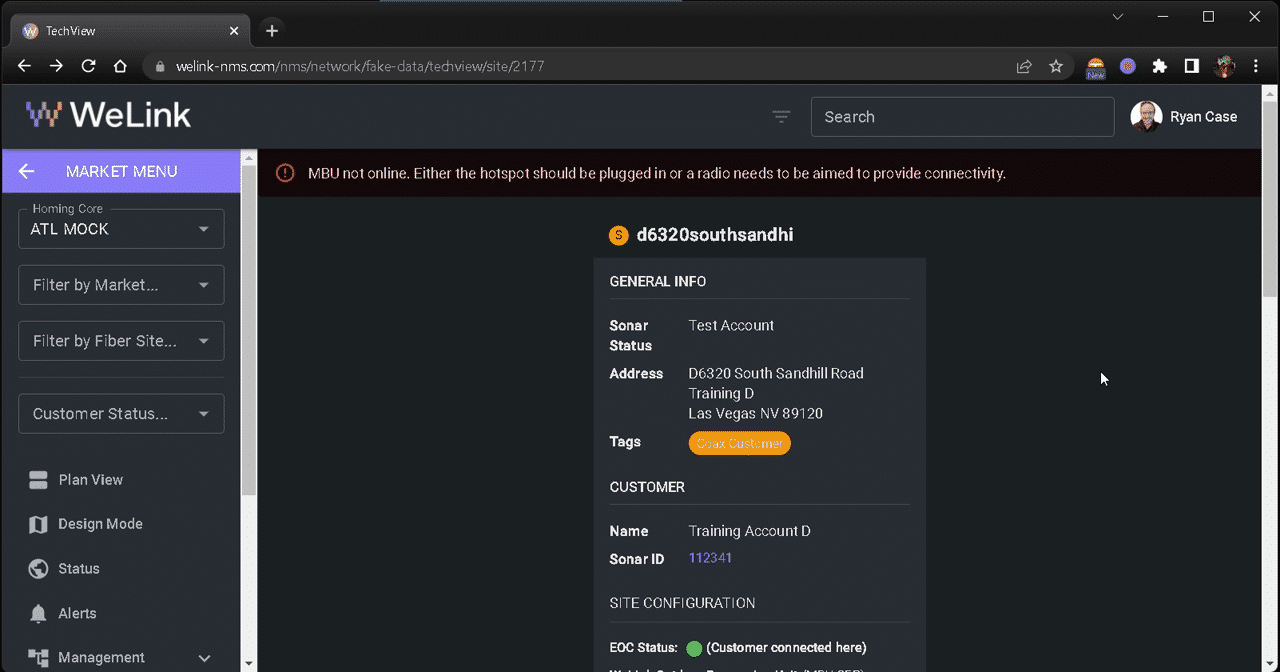 TechView
welink-nms.com/nms/network/fake-data/techview/site/2177
New
WeLink
Search
Ryan Case
MARKET MENU
MBU not online. Either the hotspot should be plugged in or a radio needs to be aimed to provide connectivity.
Homing Core
ATL MOCK
Filter by Market...
Filter by Fiber Site...
Customer Status...
Plan View
Design Mode
Status
Alerts
Management
S d6320southsandhi
GENERAL INFO
Sonar Status Test Account
Address D6320 South Sandhill Road
Training D
Las Vegas NV 89120
Tags Coax Customer
CUSTOMER
Name Training Account D
Sonar ID 112341
SITE CONFIGURATION
EOC Status: (Customer connected here)